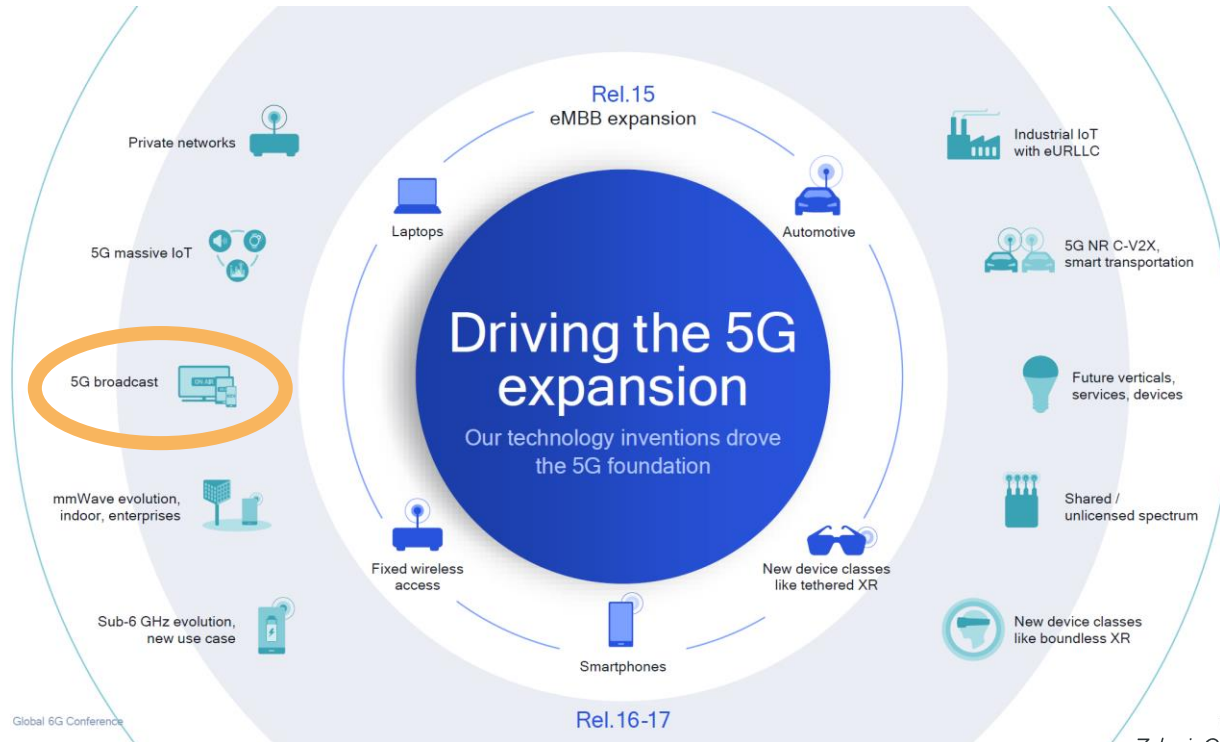 Rel.15
eMBB expansion
Private networks
Industrial IoT
with eURLLC
Laptops
Automotive
5G massive IoT
5G NR C-V2X,
smart transportation
Driving the 5G
expansion
Our technology inventions drove
the 5G foundation
5G broadcast
ON AIR
Future verticals,
services, devices
mmWave evolution,
indoor, enterprises
Shared /
unlicensed spectrum
Fixed wireless
access
New device classes
like tethered XR
Sub-6 GHz evolution,
new use case
Smartphones
New device classes
like boundless XR
Global 6G Conference
Rel.16-17